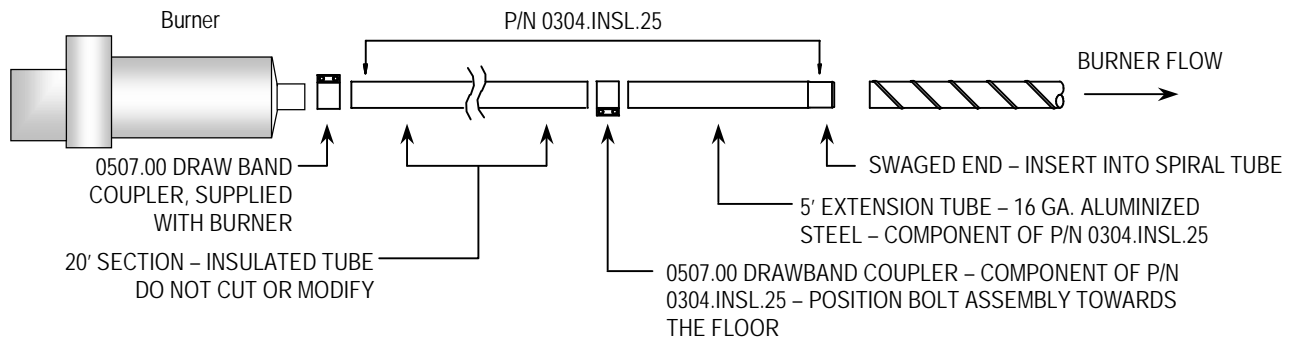 Burner
P/N 0304.INSL.25
BURNER FLOW
0507.00 DRAW BAND
COUPLER, SUPPLIED
WITH BURNER
20′ SECTION – INSULATED TUBE
DO NOT CUT OR MODIFY
SWAGED END – INSERT INTO SPIRAL TUBE
5′ EXTENSION TUBE – 16 GA. ALUMINIZED
STEEL – COMPONENT OF P/N 0304.INSL.25
0507.00 DRAWBAND COUPLER – COMPONENT OF P/N
0304.INSL.25 – POSITION BOLT ASSEMBLY TOWARDS
THE FLOOR